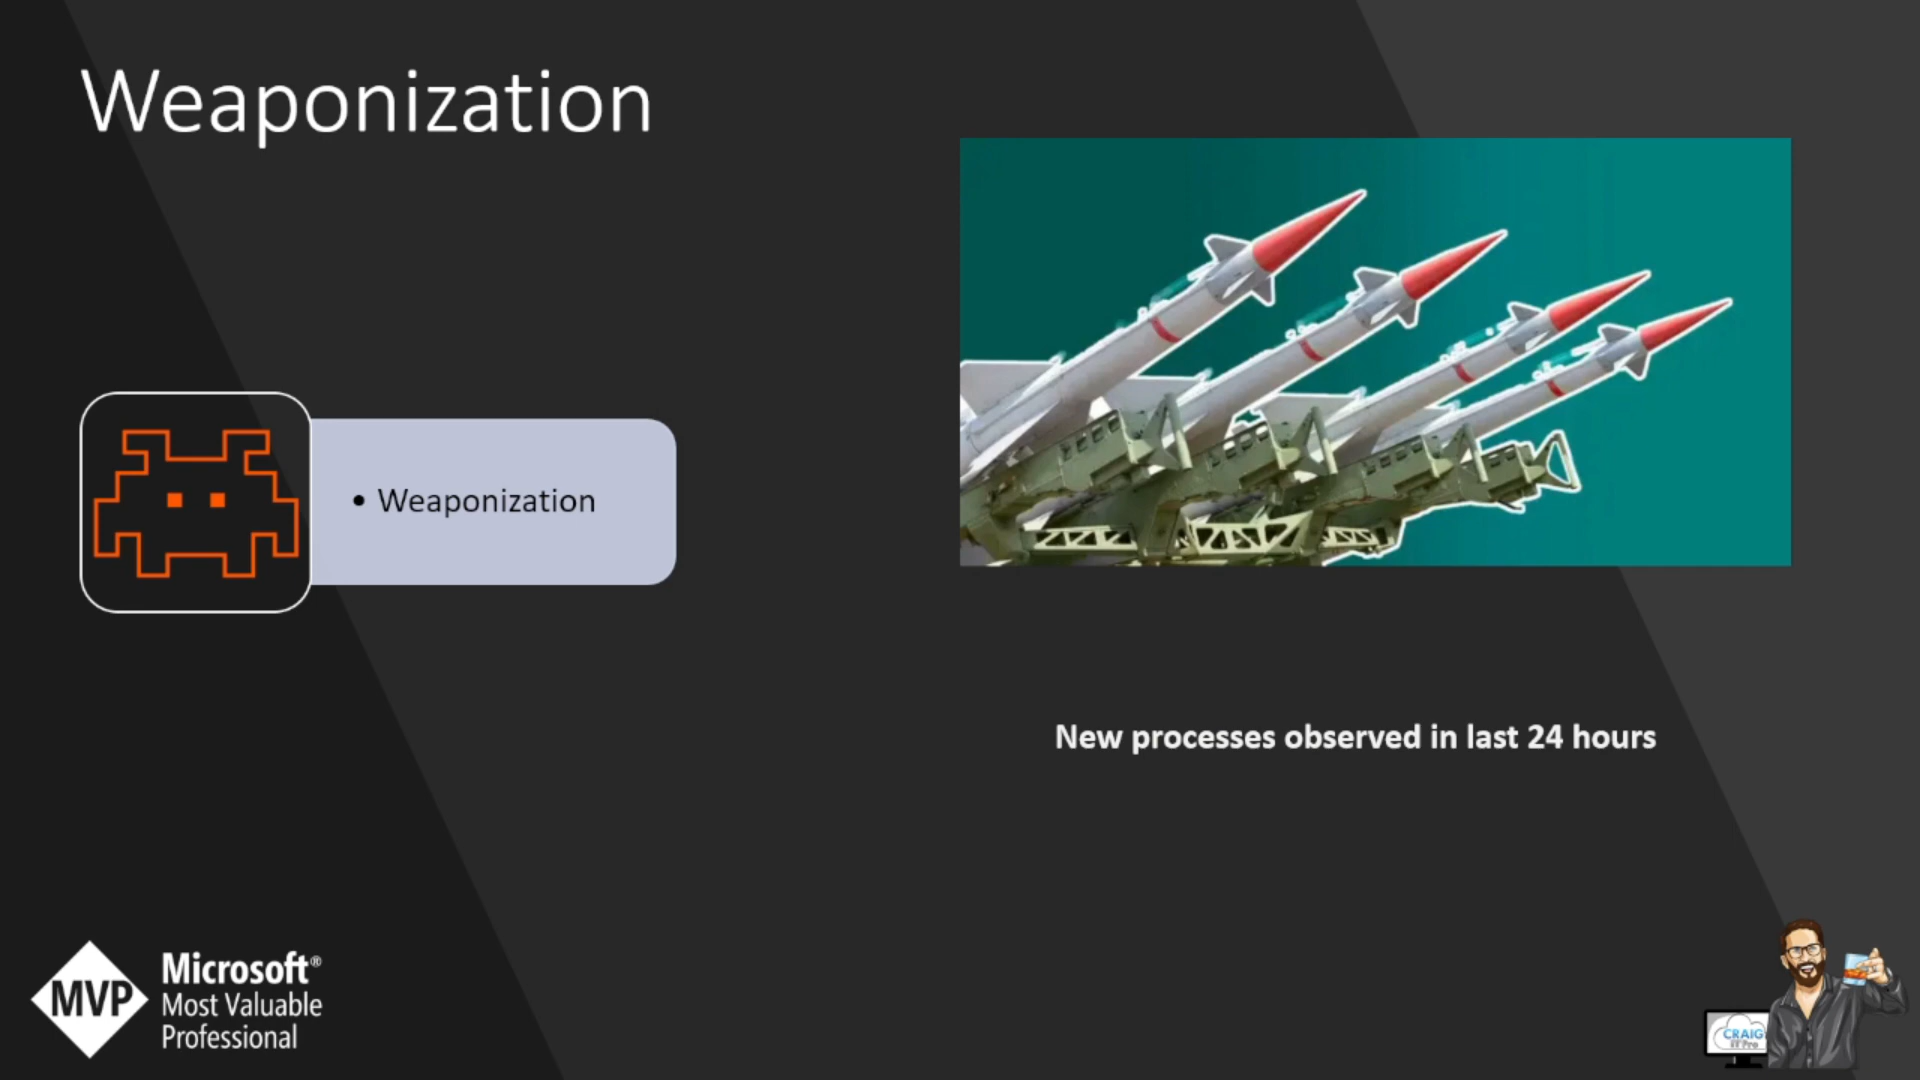 Weaponization
• Weaponization
New processes observed in last 24 hours
MVP
Microsoft®
Most Valuable
Professional
CRAIG
IT Pro